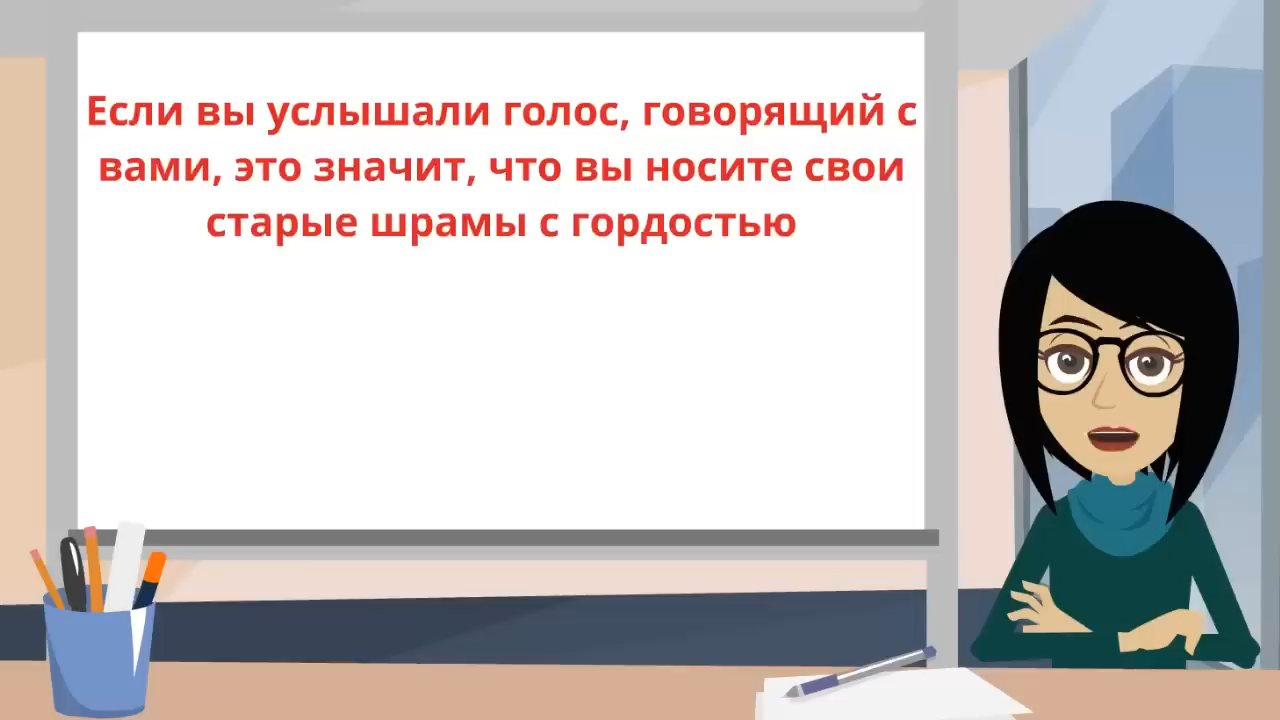 Если вы услышали голос, говорящий с
вами, это значит, что вы носите свои
старые шрамы с гордостью